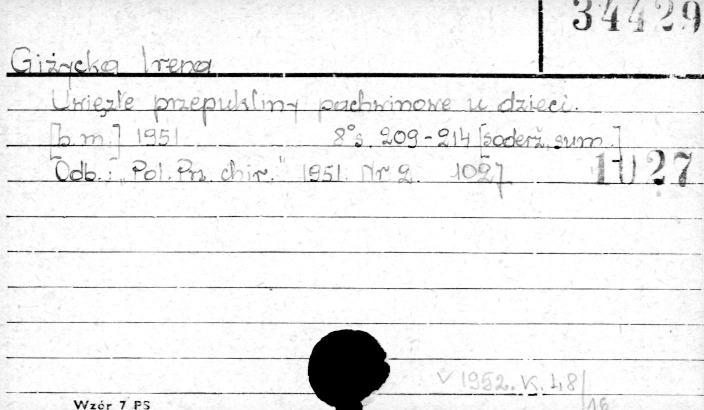 34429
Giżycka Irena
Uwięzłe przepukliny pachwinowe u dzieci.
[b.m.] 1951 8°s. 209-214 [soderž, sum.]
Odb.: "Pol. Prz. chir." 1951 Nr 2. 1027
1027
V 1952. K. 48/16
Wzór 7 PS